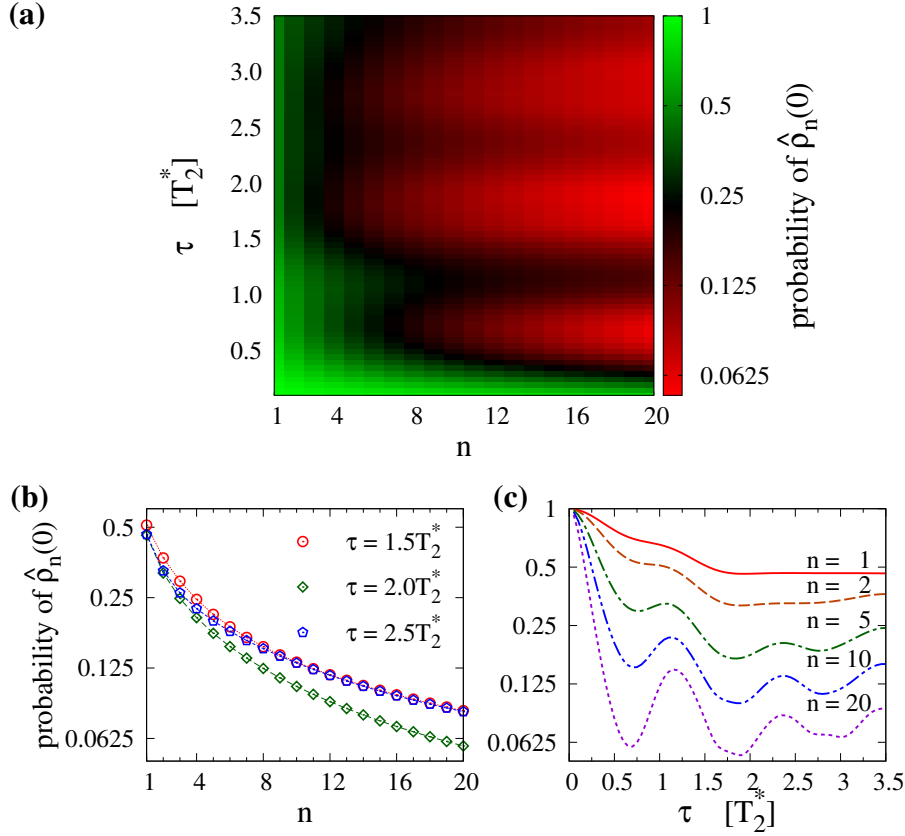 (a)
3.5
3.0
2.5
2.0
1.5
1.0
0.5
τ [T₂*]
1 4 8 12 16 20
n
1
0.5
0.25
0.125
0.0625
probability of ρ̂ₙ(0)
(b)
0.5
0.25
0.125
0.0625
probability of ρ̂ₙ(0)
τ = 1.5T₂*
τ = 2.0T₂*
τ = 2.5T₂*
1 4 8 12 16 20
n
(c)
1
0.5
0.25
0.125
0.0625
n = 1
n = 2
n = 5
n = 10
n = 20
0 0.5 1 1.5 2 2.5 3 3.5
τ [T₂*]